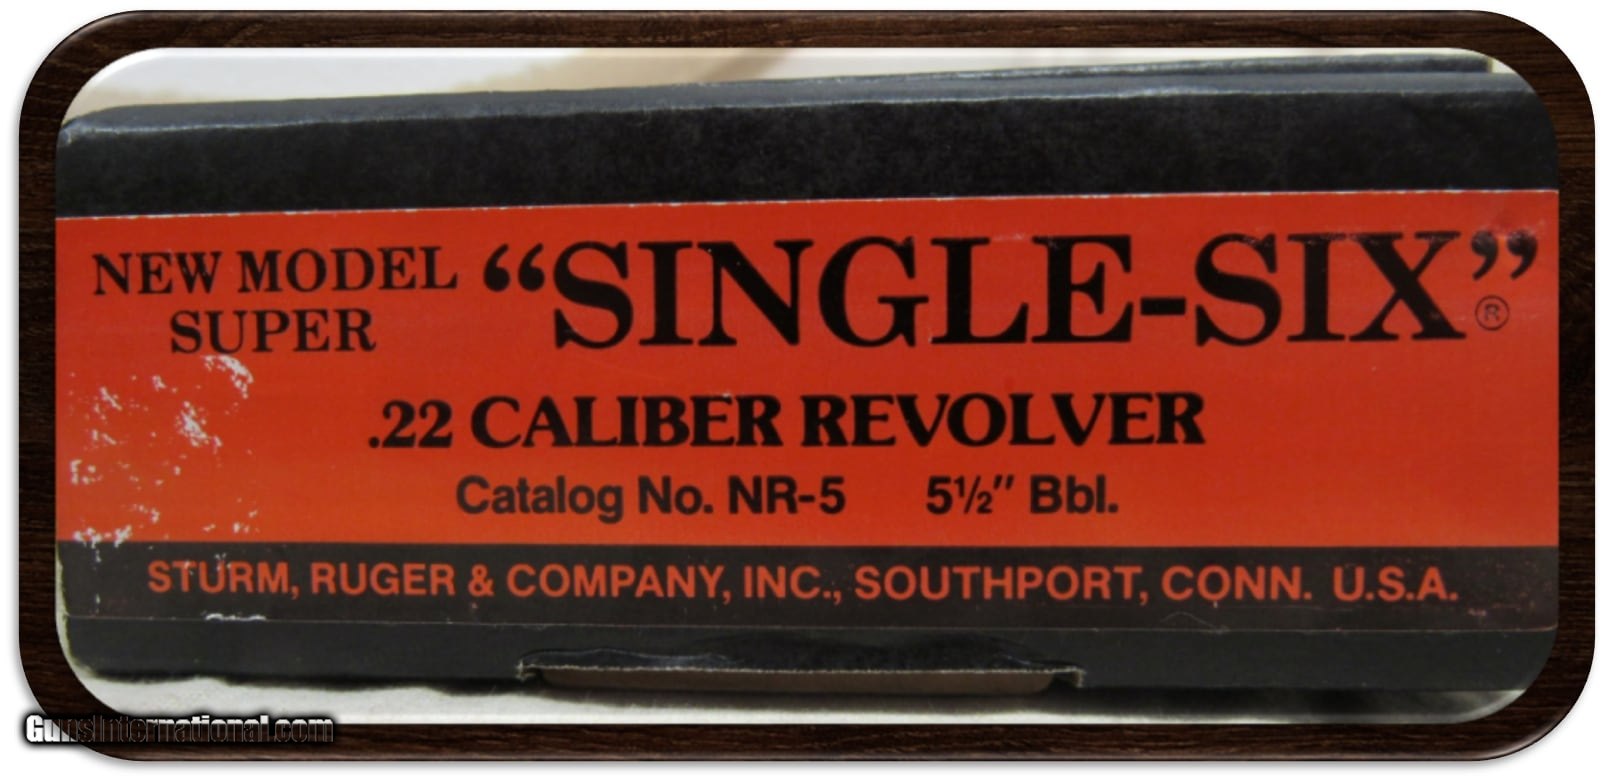 NEW MODEL
SUPER
“SINGLE-SIX”®
.22 CALIBER REVOLVER
Catalog No. NR-5 5½″ Bbl.
STURM, RUGER & COMPANY, INC., SOUTHPORT, CONN. U.S.A.
GunsInternational.com